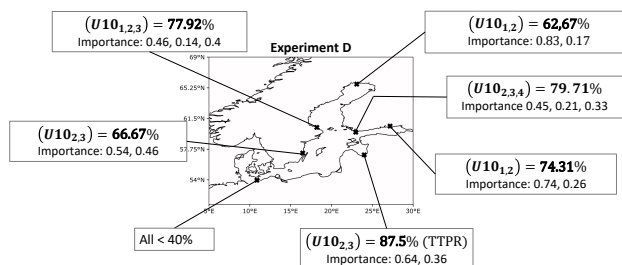 (U10₁,₂,₃) = 77.92%
Importance: 0.46, 0.14, 0.4
(U10₁,₂) = 62,67%
Importance: 0.83, 0.17
Experiment D
69°N
65.25°N
61.5°N
57.75°N
54°N
(U10₂,₃,₄) = 79.71%
Importance 0.45, 0.21, 0.33
(U10₂,₃) = 66.67%
Importance: 0.54, 0.46
(U10₁,₂) = 74.31%
Importance: 0.74, 0.26
5°E
10°E
15°E
20°E
25°E
30°E
All < 40%
(U10₂,₃) = 87.5% (TTPR)
Importance: 0.64, 0.36